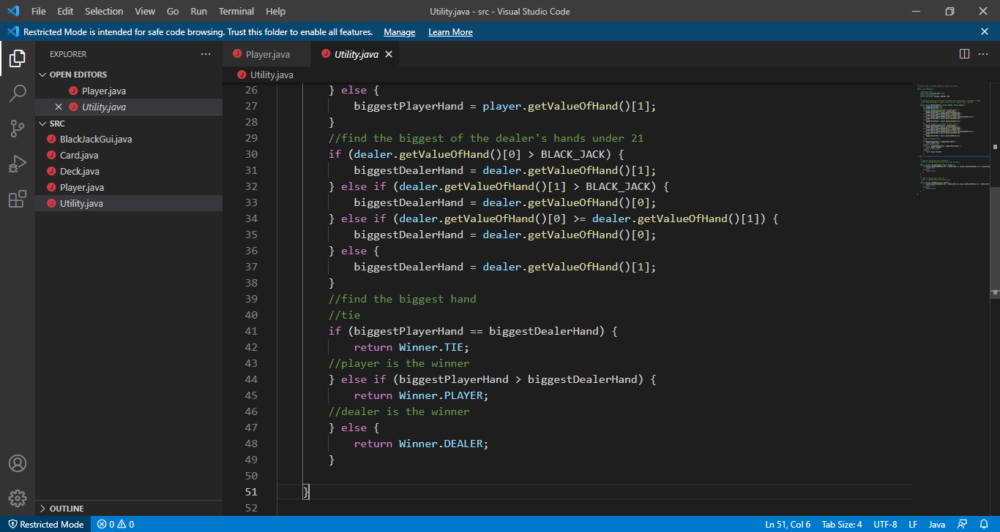 File Edit Selection View Go Run Terminal Help
Utility.java - src - Visual Studio Code
Restricted Mode is intended for safe code browsing. Trust this folder to enable all features. Manage Learn More
EXPLORER
OPEN EDITORS
Player.java
Utility.java
SRC
BlackJackGui.java
Card.java
Deck.java
Player.java
Utility.java
OUTLINE
Player.java Utility.java
Utility.java
26 } else {
27 biggestPlayerHand = player.getValueOfHand()[1];
28 }
29 //find the biggest of the dealer's hands under 21
30 if (dealer.getValueOfHand()[0] > BLACK_JACK) {
31 biggestDealerHand = dealer.getValueOfHand()[1];
32 } else if (dealer.getValueOfHand()[1] > BLACK_JACK) {
33 biggestDealerHand = dealer.getValueOfHand()[0];
34 } else if (dealer.getValueOfHand()[0] >= dealer.getValueOfHand()[1]) {
35 biggestDealerHand = dealer.getValueOfHand()[0];
36 } else {
37 biggestDealerHand = dealer.getValueOfHand()[1];
38 }
39 //find the biggest hand
40 //tie
41 if (biggestPlayerHand == biggestDealerHand) {
42 return Winner.TIE;
43 //player is the winner
44 } else if (biggestPlayerHand > biggestDealerHand) {
45 return Winner.PLAYER;
46 //dealer is the winner
47 } else {
48 return Winner.DEALER;
49 }
50
51 }
52
Restricted Mode 0 0
Ln 51, Col 6 Tab Size: 4 UTF-8 LF Java